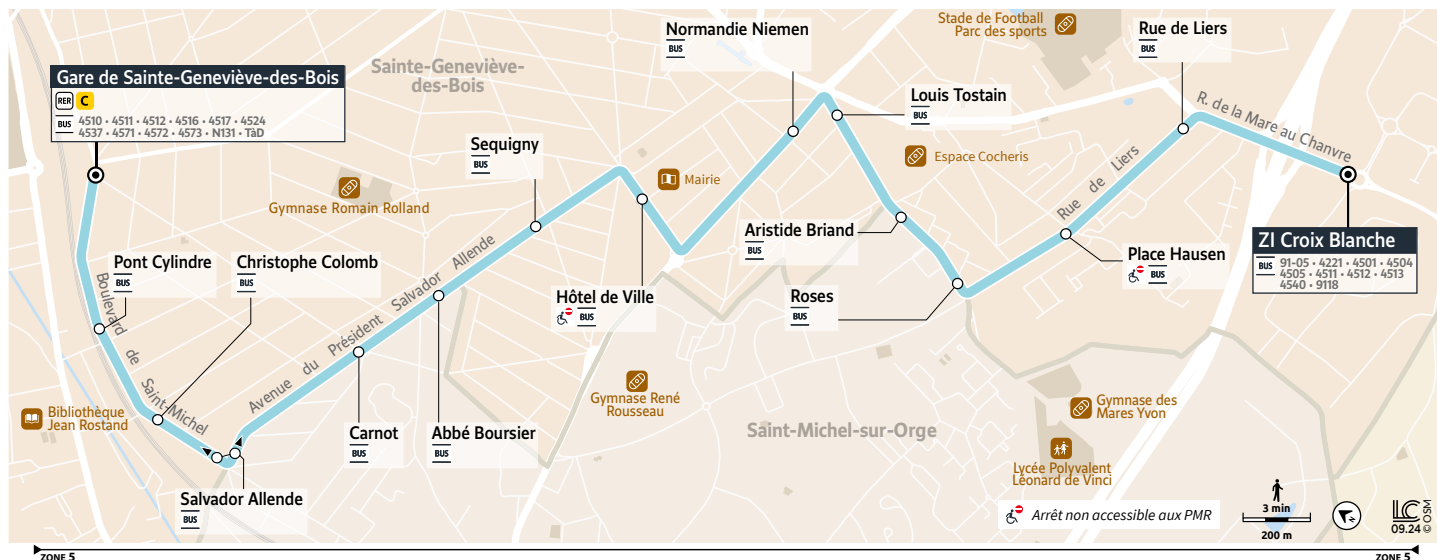 Gare de Sainte-Geneviève-des-Bois
RER C
BUS 4510 • 4511 • 4512 • 4516 • 4517 • 4524
4537 • 4571 • 4572 • 4573 • N131 • TàD
Sainte-Geneviève-
des-Bois
Normandie Niemen
BUS
Stade de Football
Parc des sports
Rue de Liers
BUS
Louis Tostain
BUS
R. de la Mare au Chanvre
Sequigny
BUS
Mairie
Espace Cocheris
Rue de Liers
Gymnase Romain Rolland
Aristide Briand
BUS
Place Hausen
BUS
ZI Croix Blanche
BUS 91-05 • 4221 • 4501 • 4504
4505 • 4511 • 4512 • 4513
4540 • 9118
Pont Cylindre
BUS
Christophe Colomb
BUS
Hôtel de Ville
BUS
Roses
BUS
Boulevard de Saint-Michel
Avenue du Président Salvador Allende
Bibliothèque
Jean Rostand
Carnot
BUS
Abbé Boursier
BUS
Gymnase René
Rousseau
Gymnase des
Mares Yvon
Saint-Michel-sur-Orge
Lycée Polyvalent
Léonard de Vinci
Salvador Allende
BUS
Arrêt non accessible aux PMR
3 min
200 m
LC
09.24
© OSM
ZONE 5
ZONE 5